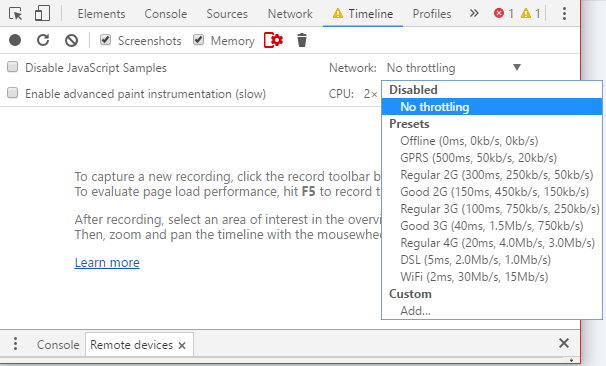 Elements Console Sources Network Timeline Profiles » 1 1
Screenshots Memory
Disable JavaScript Samples Network: No throttling
Enable advanced paint instrumentation (slow) CPU: 2×
Disabled
No throttling
Presets
Offline (0ms, 0kb/s, 0kb/s)
GPRS (500ms, 50kb/s, 20kb/s)
Regular 2G (300ms, 250kb/s, 50kb/s)
Good 2G (150ms, 450kb/s, 150kb/s)
Regular 3G (100ms, 750kb/s, 250kb/s)
Good 3G (40ms, 1.5Mb/s, 750kb/s)
Regular 4G (20ms, 4.0Mb/s, 3.0Mb/s)
DSL (5ms, 2.0Mb/s, 1.0Mb/s)
WiFi (2ms, 30Mb/s, 15Mb/s)
Custom
Add...
To capture a new recording, click the record toolbar b
To evaluate page load performance, hit F5 to record t
After recording, select an area of interest in the overvi
Then, zoom and pan the timeline with the mousewhe
Learn more
Console Remote devices ×